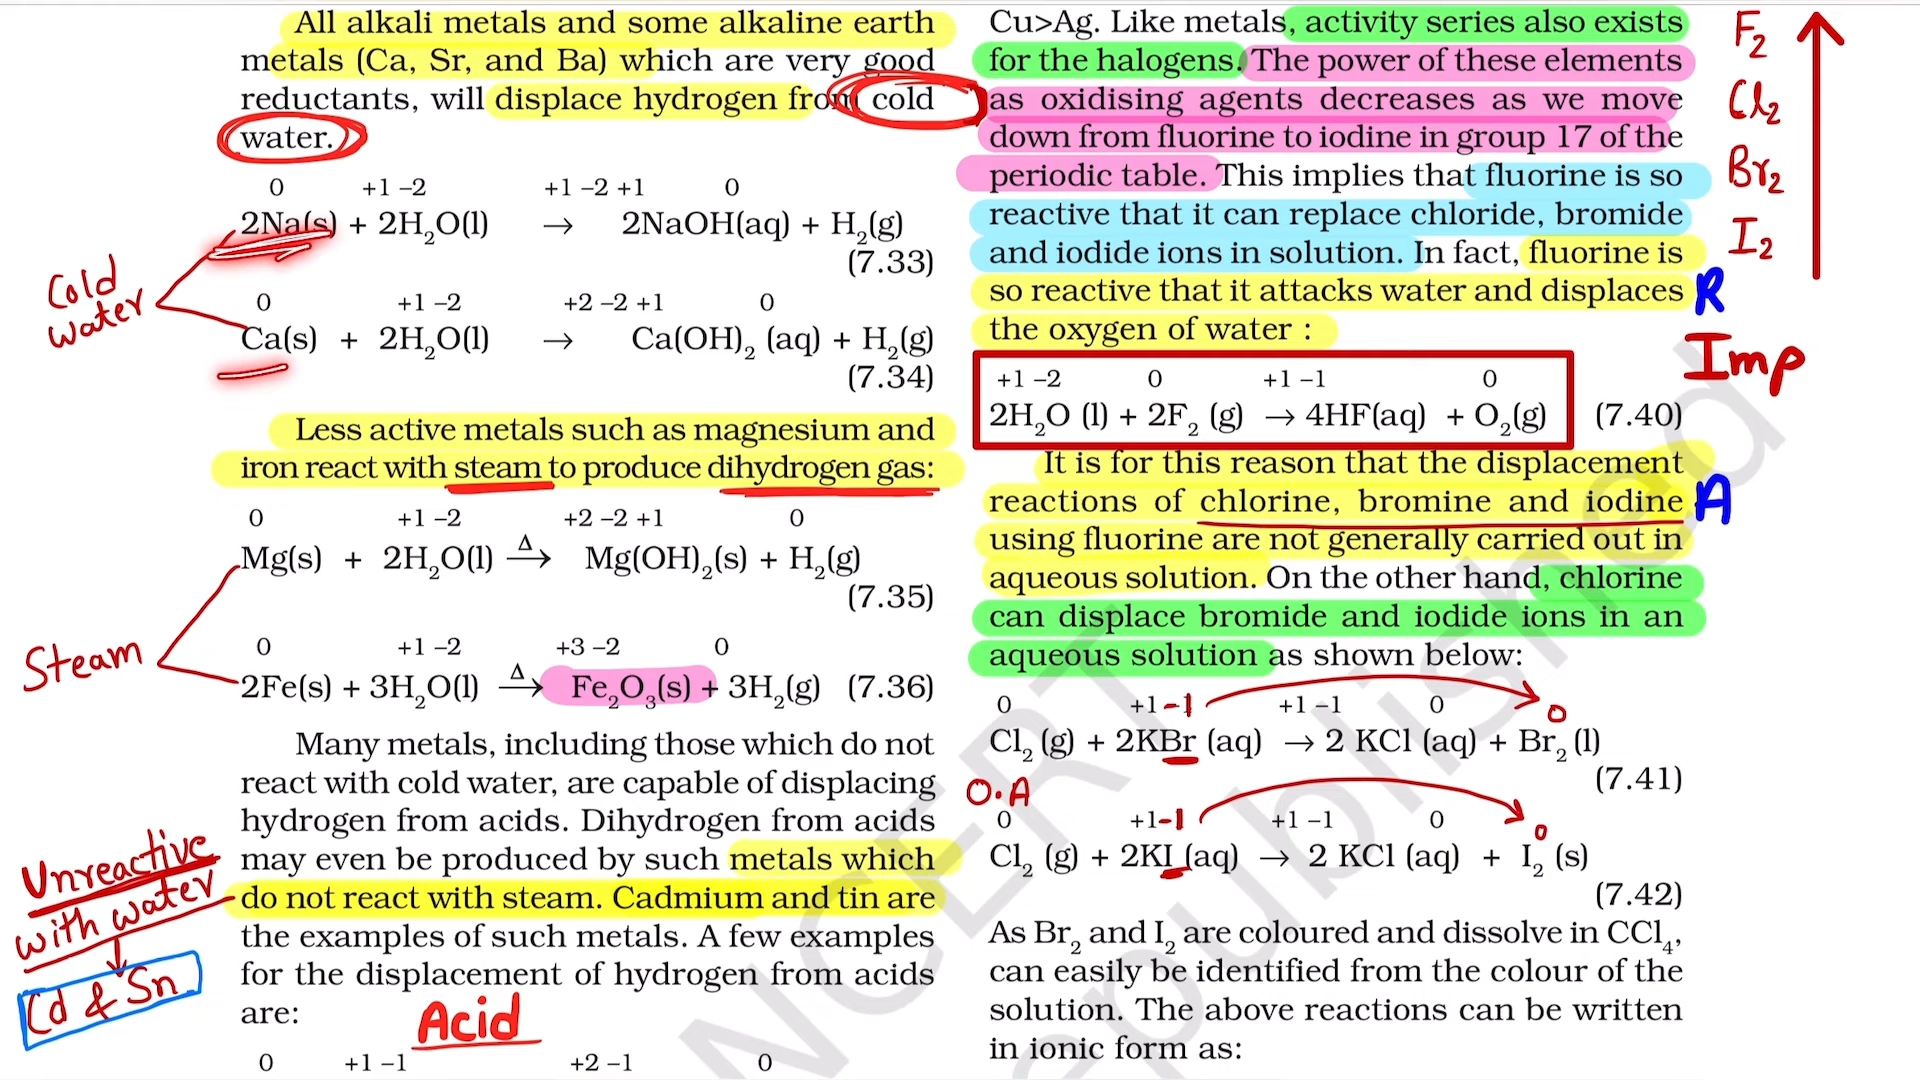 All alkali metals and some alkaline earth
metals (Ca, Sr, and Ba) which are very good
reductants, will displace hydrogen from cold
water.
0 +1 –2 +1 –2 +1 0
2Na(s) + 2H₂O(l) → 2NaOH(aq) + H₂(g)
(7.33)
Cold
water
0 +1 –2 +2 –2 +1 0
Ca(s) + 2H₂O(l) → Ca(OH)₂ (aq) + H₂(g)
(7.34)
Less active metals such as magnesium and
iron react with steam to produce dihydrogen gas:
0 +1 –2 +2 –2 +1 0
Mg(s) + 2H₂O(l) Δ→ Mg(OH)₂(s) + H₂(g)
(7.35)
Steam
0 +1 –2 +3 –2 0
2Fe(s) + 3H₂O(l) Δ→ Fe₂O₃(s) + 3H₂(g) (7.36)
Many metals, including those which do not
react with cold water, are capable of displacing
hydrogen from acids. Dihydrogen from acids
may even be produced by such metals which
do not react with steam. Cadmium and tin are
the examples of such metals. A few examples
for the displacement of hydrogen from acids
are:
Unreactive
with water
Cd & Sn
Acid
0 +1 –1 +2 –1 0
Cu>Ag. Like metals, activity series also exists
for the halogens. The power of these elements
as oxidising agents decreases as we move
down from fluorine to iodine in group 17 of the
periodic table. This implies that fluorine is so
reactive that it can replace chloride, bromide
and iodide ions in solution. In fact, fluorine is
so reactive that it attacks water and displaces
the oxygen of water :
F₂
Cl₂
Br₂
I₂
R
Imp
+1 –2 0 +1 –1 0
2H₂O (l) + 2F₂ (g) → 4HF(aq) + O₂(g) (7.40)
It is for this reason that the displacement
reactions of chlorine, bromine and iodine
A
using fluorine are not generally carried out in
aqueous solution. On the other hand, chlorine
can displace bromide and iodide ions in an
aqueous solution as shown below:
0 +1 -1 +1 –1 0 0
Cl₂ (g) + 2KBr (aq) → 2 KCl (aq) + Br₂ (l)
(7.41)
O.A
0 +1 -1 +1 –1 0 0
Cl₂ (g) + 2KI (aq) → 2 KCl (aq) + I₂ (s)
(7.42)
As Br₂ and I₂ are coloured and dissolve in CCl₄,
can easily be identified from the colour of the
solution. The above reactions can be written
in ionic form as:
NCERT
republished